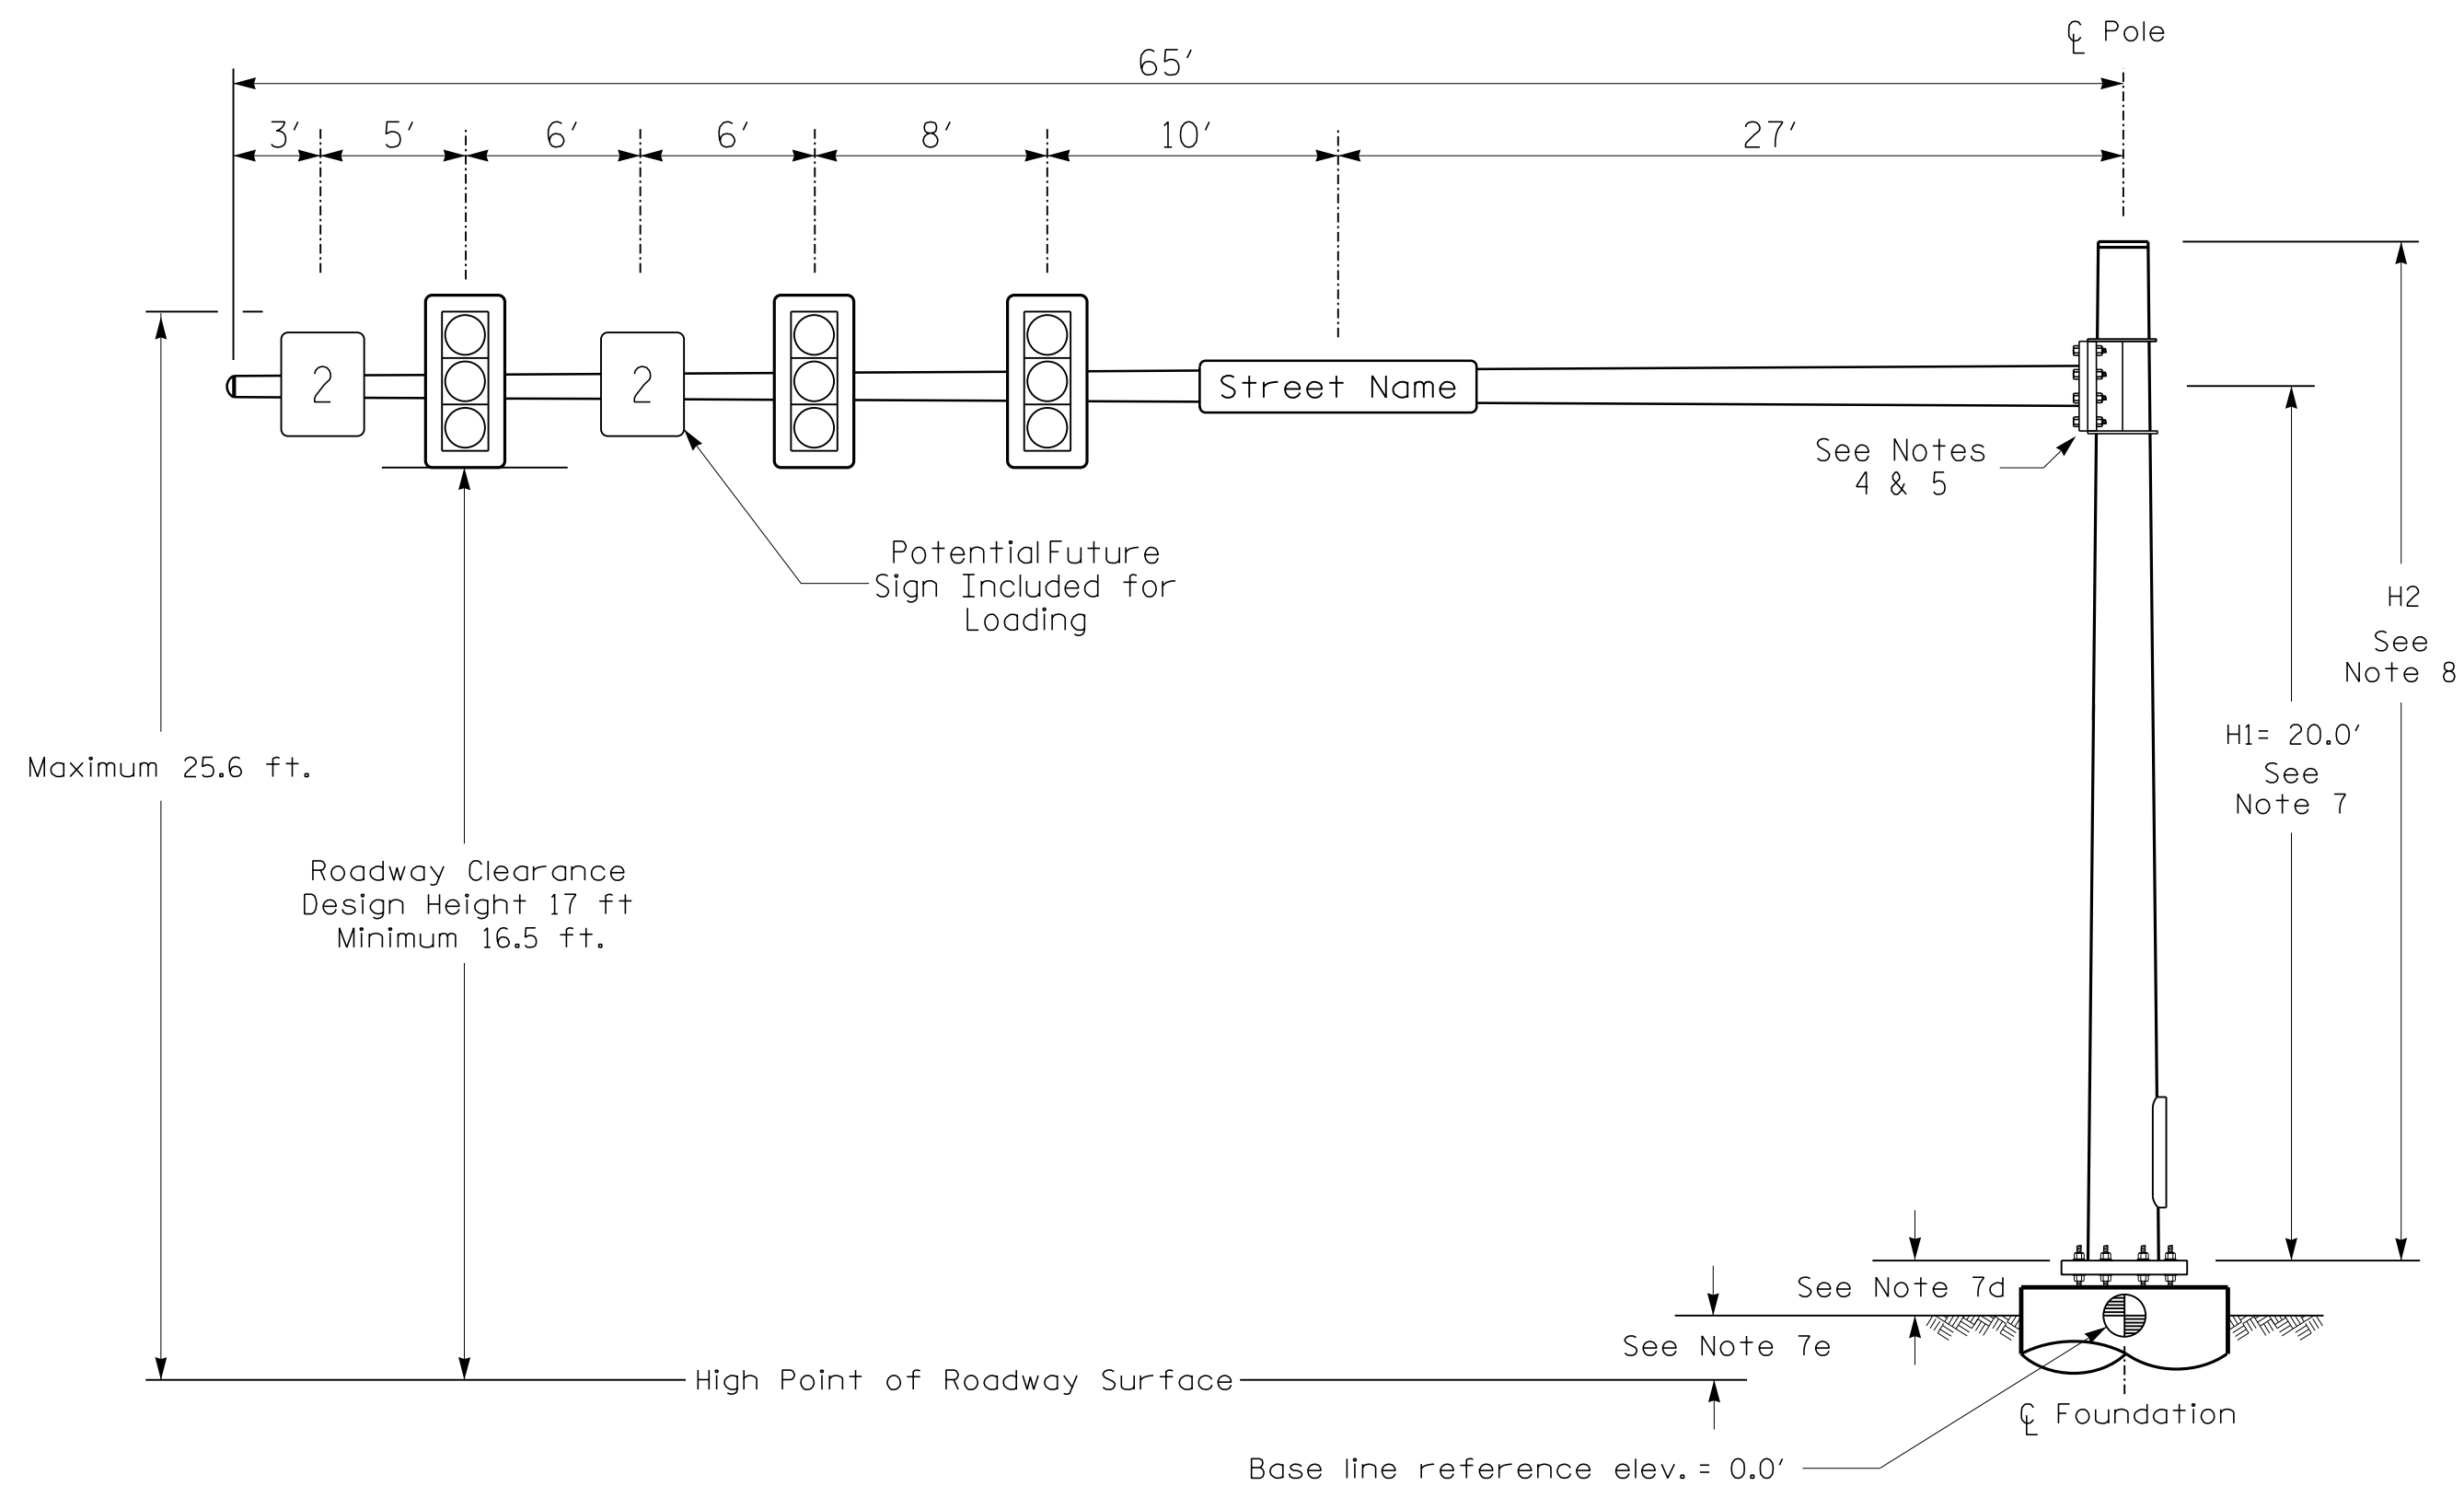 ℄ Pole
65′
3′ 5′ 6′ 6′ 8′ 10′ 27′
2 2
Street Name
See Notes
4 & 5
Potential Future
Sign Included for
Loading
H2
See
Note 8
H1= 20.0′
See
Note 7
Maximum 25.6 ft.
Roadway Clearance
Design Height 17 ft
Minimum 16.5 ft.
See Note 7d
See Note 7e
High Point of Roadway Surface
℄ Foundation
Base line reference elev. = 0.0′